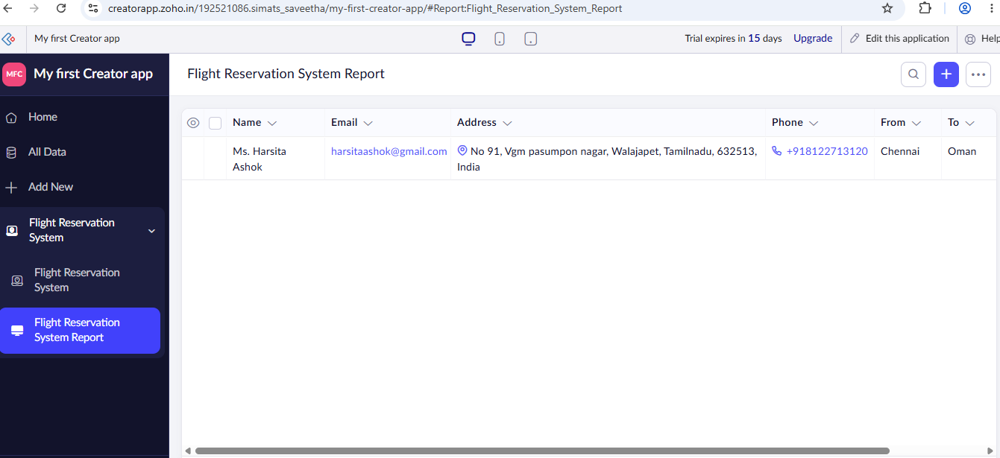 creatorapp.zoho.in/192521086.simats_saveetha/my-first-creator-app/#Report:Flight_Reservation_System_Report
My first Creator app
Trial expires in 15 days Upgrade Edit this application Help
MFC My first Creator app
Flight Reservation System Report
Home
All Data
Add New
Flight Reservation
System
Flight Reservation
System
Flight Reservation
System Report
Name Email Address Phone From To
Ms. Harsita harsitaashok@gmail.com No 91, Vgm pasumpon nagar, Walajapet, Tamilnadu, 632513, +918122713120 Chennai Oman
Ashok India